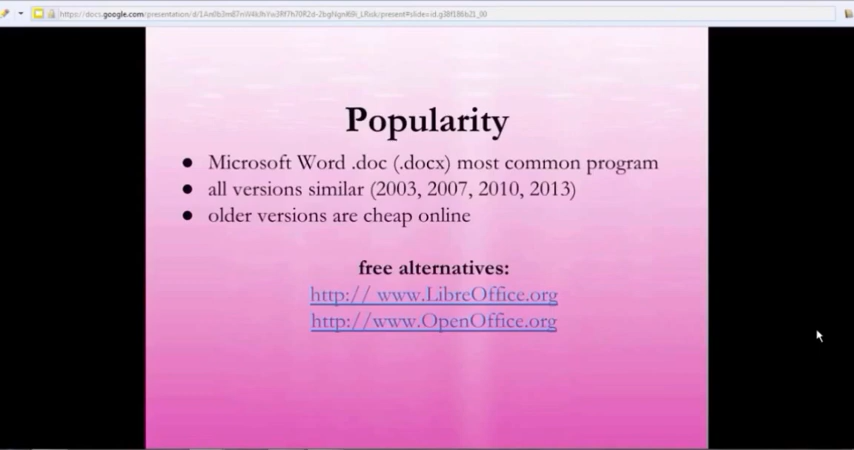 Popularity
● Microsoft Word .doc (.docx) most common program
● all versions similar (2003, 2007, 2010, 2013)
● older versions are cheap online
free alternatives:
http:// www.LibreOffice.org
http://www.OpenOffice.org